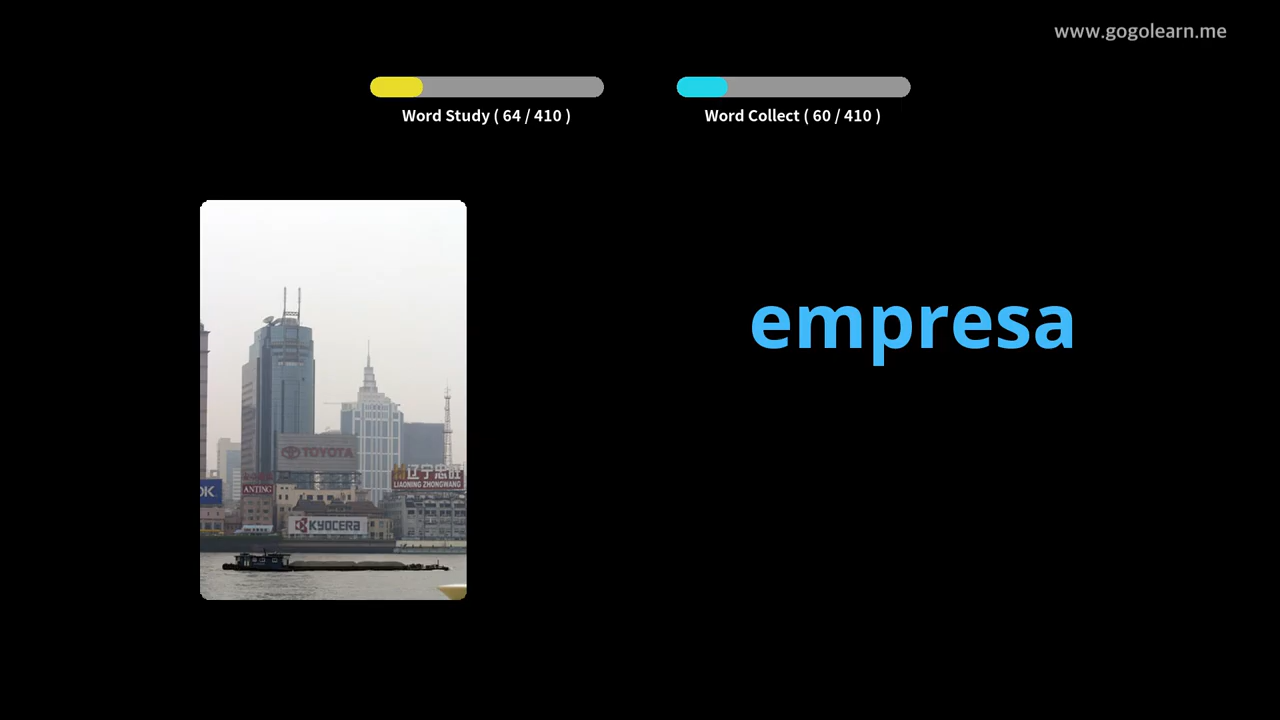 www.gogolearn.me
Word Study ( 64 / 410 )
Word Collect ( 60 / 410 )
empresa
TOYOTA
辽宁忠旺
LIAONING ZHONGWANG
OK
ANTING
KYOCERA